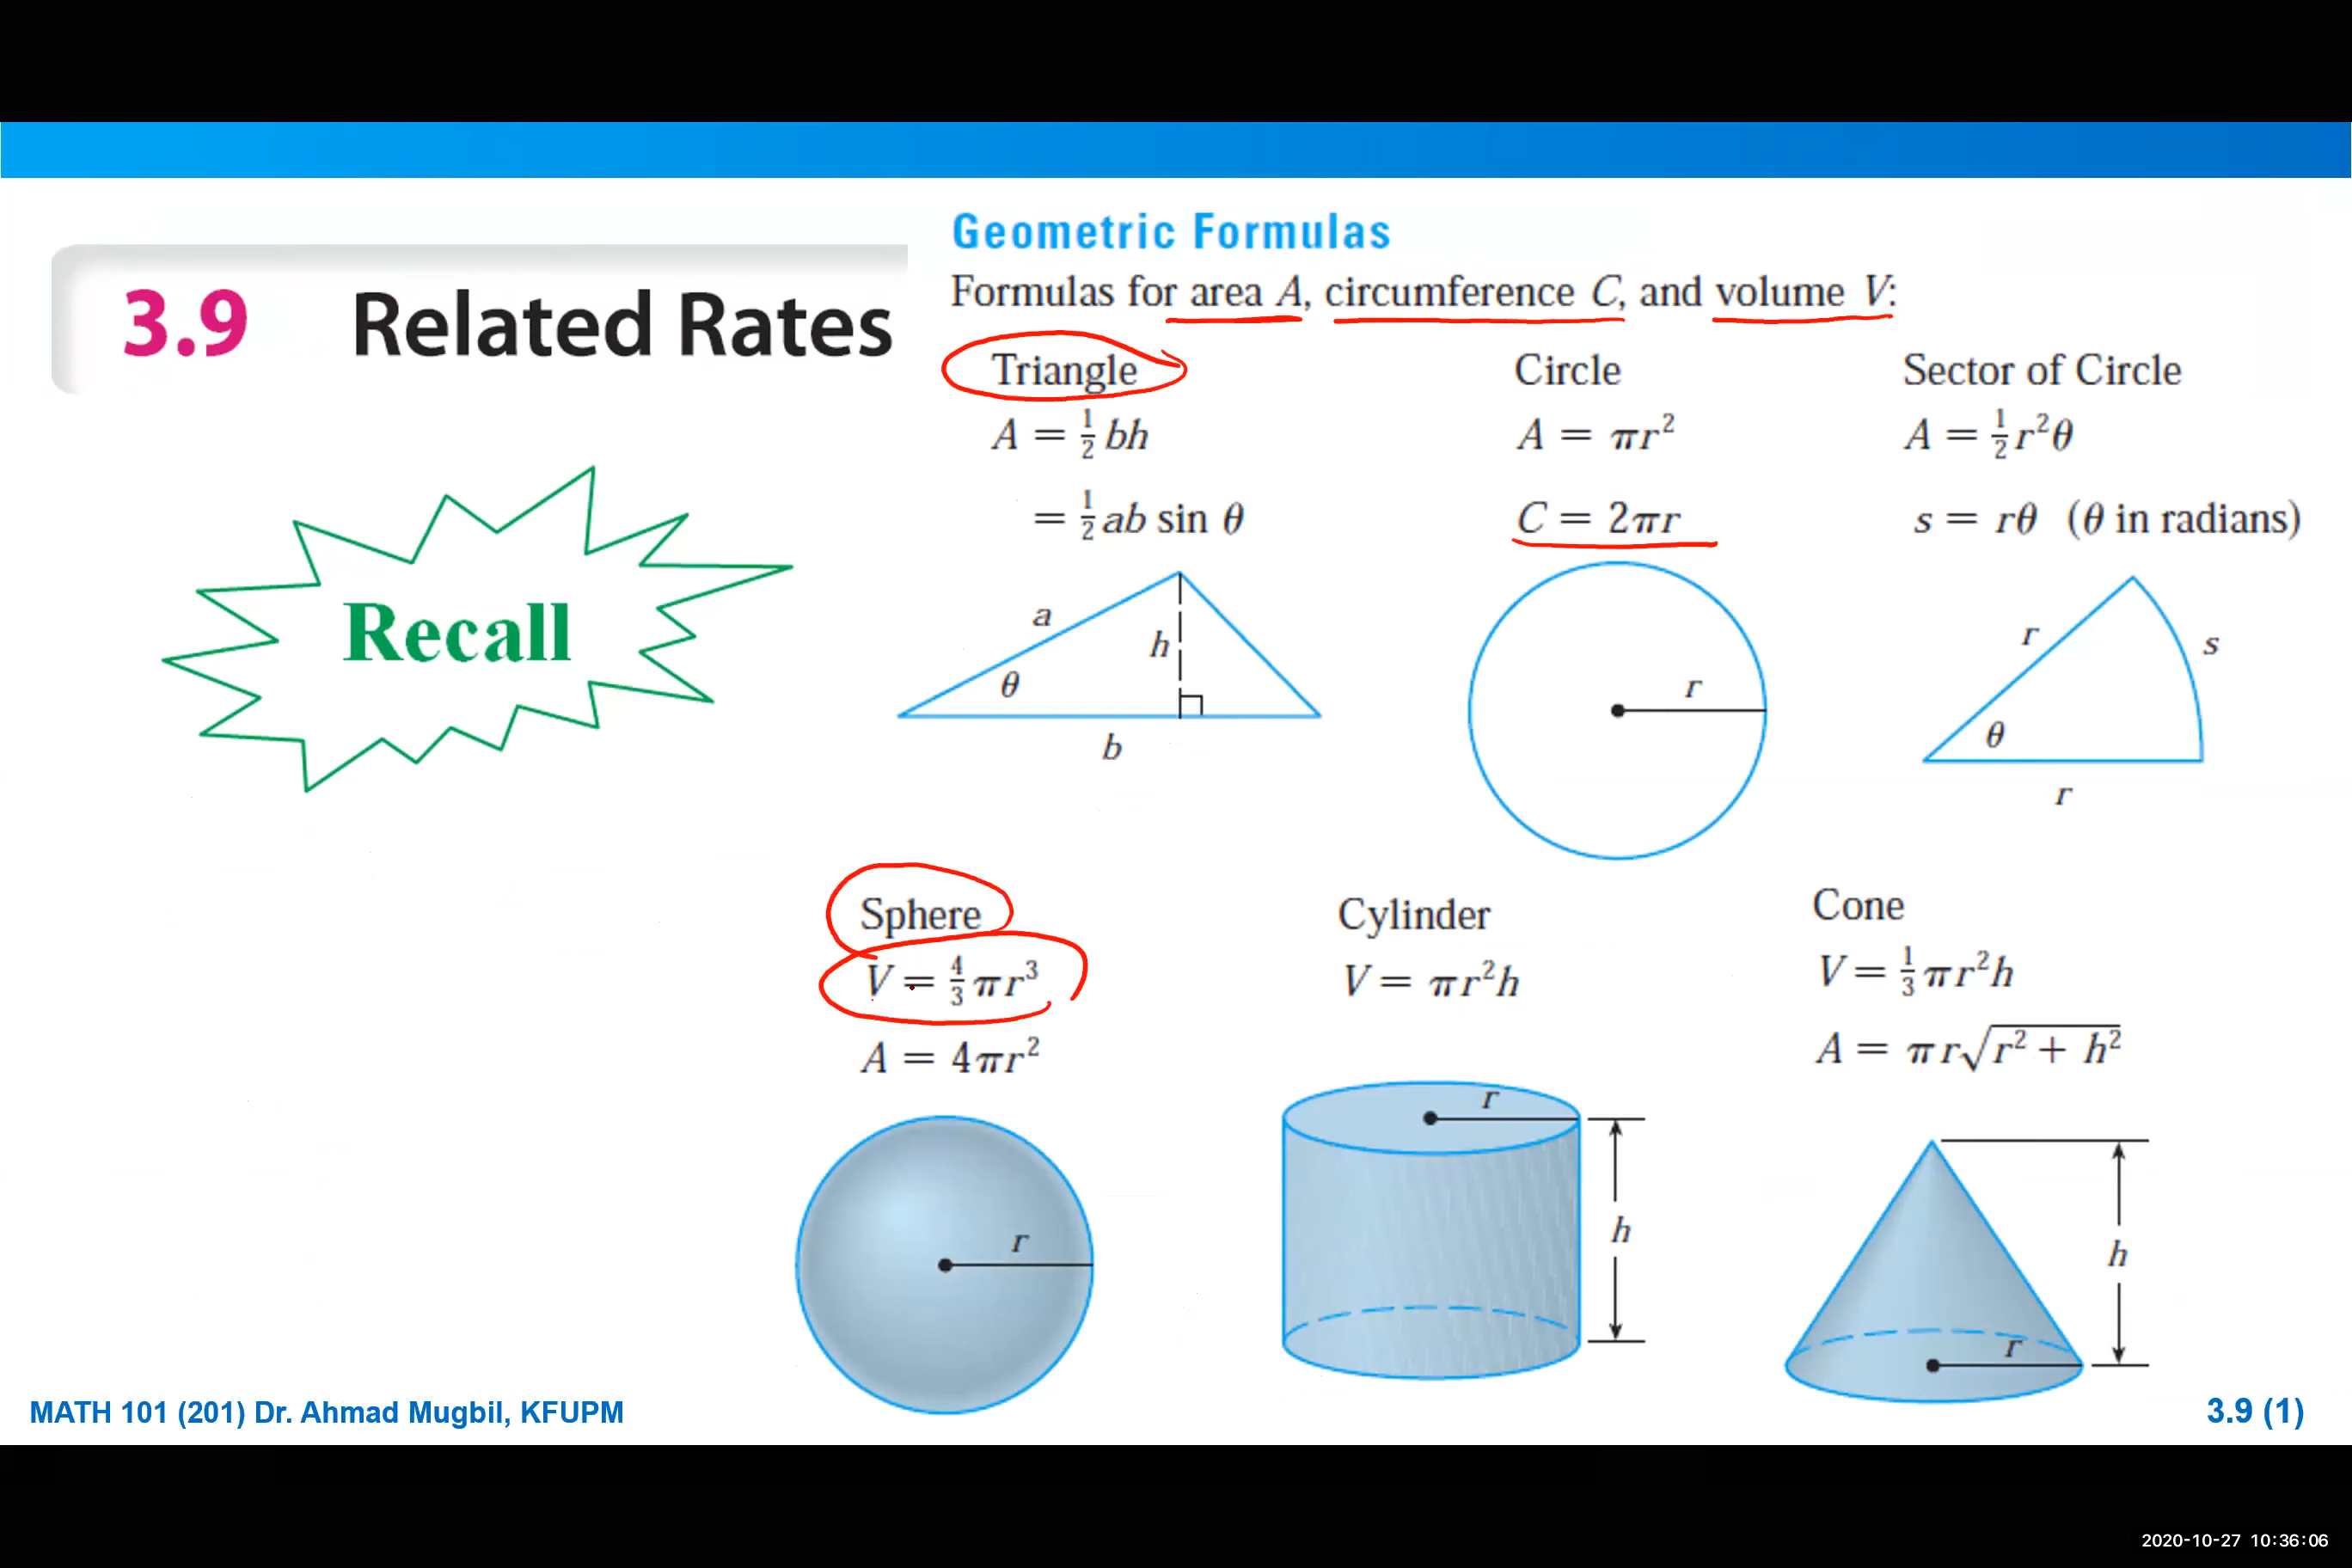 3.9 Related Rates
Recall
Geometric Formulas
Formulas for area A, circumference C, and volume V:
Triangle
A = 1/2 bh
= 1/2 ab sin θ
a
h
θ
b
Circle
A = πr²
C = 2πr
r
Sector of Circle
A = 1/2 r²θ
s = rθ (θ in radians)
r
s
θ
r
Sphere
V = 4/3 πr³
A = 4πr²
r
Cylinder
V = πr²h
r
h
Cone
V = 1/3 πr²h
A = πr√(r² + h²)
h
r
MATH 101 (201) Dr. Ahmad Mugbil, KFUPM
3.9 (1)
2020-10-27 10:36:06